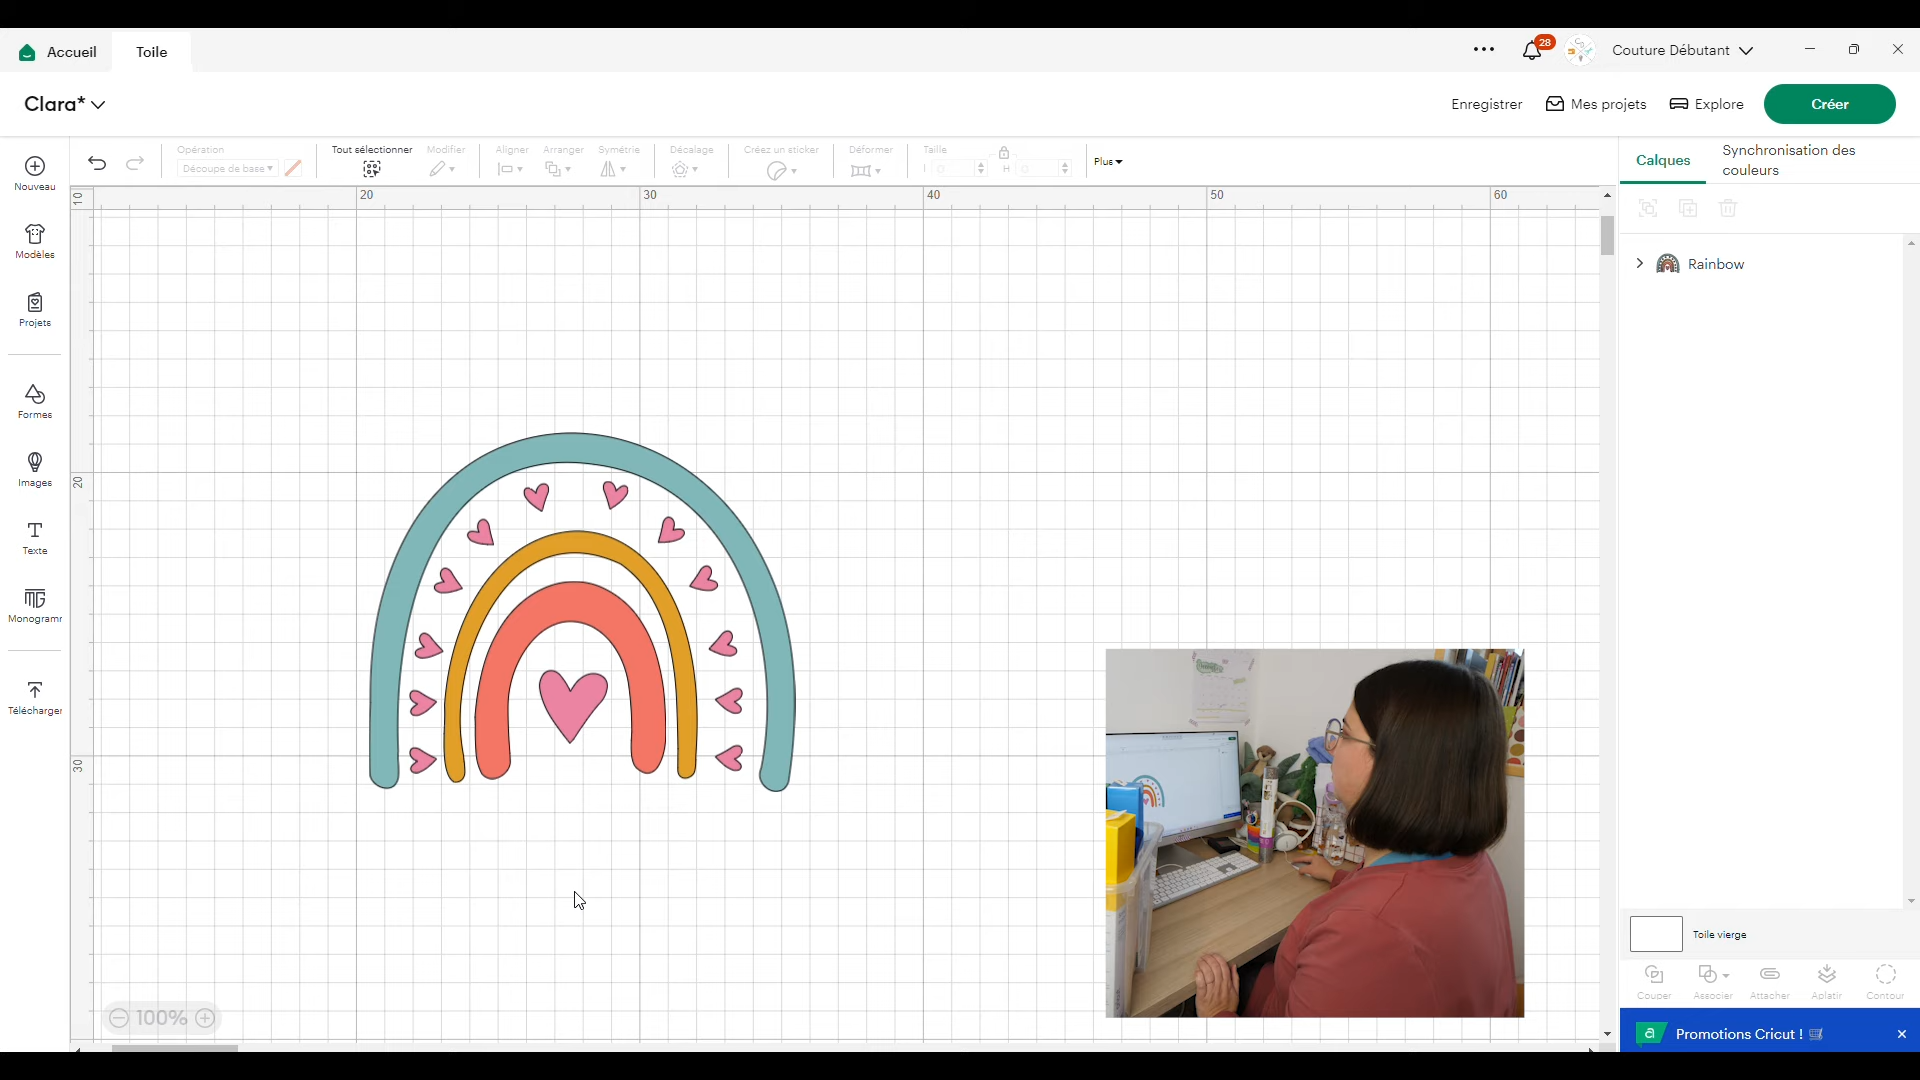 Accueil
Toile
28
Couture Débutant
Clara*
Enregistrer
Mes projets
Explore
Créer
Nouveau
Modèles
Projets
Formes
Images
Texte
Monogramr
Télécharger
Opération
Découpe de base
Tout sélectionner
Modifier
Aligner
Arranger
Symétrie
Décalage
Créez un sticker
Déformer
Taille
l
0
H
0
Plus
10
20
30
40
50
60
20
30
100%
Calques
Synchronisation des
couleurs
Rainbow
Toile vierge
Couper
Associer
Attacher
Aplatir
Contour
a
Promotions Cricut !